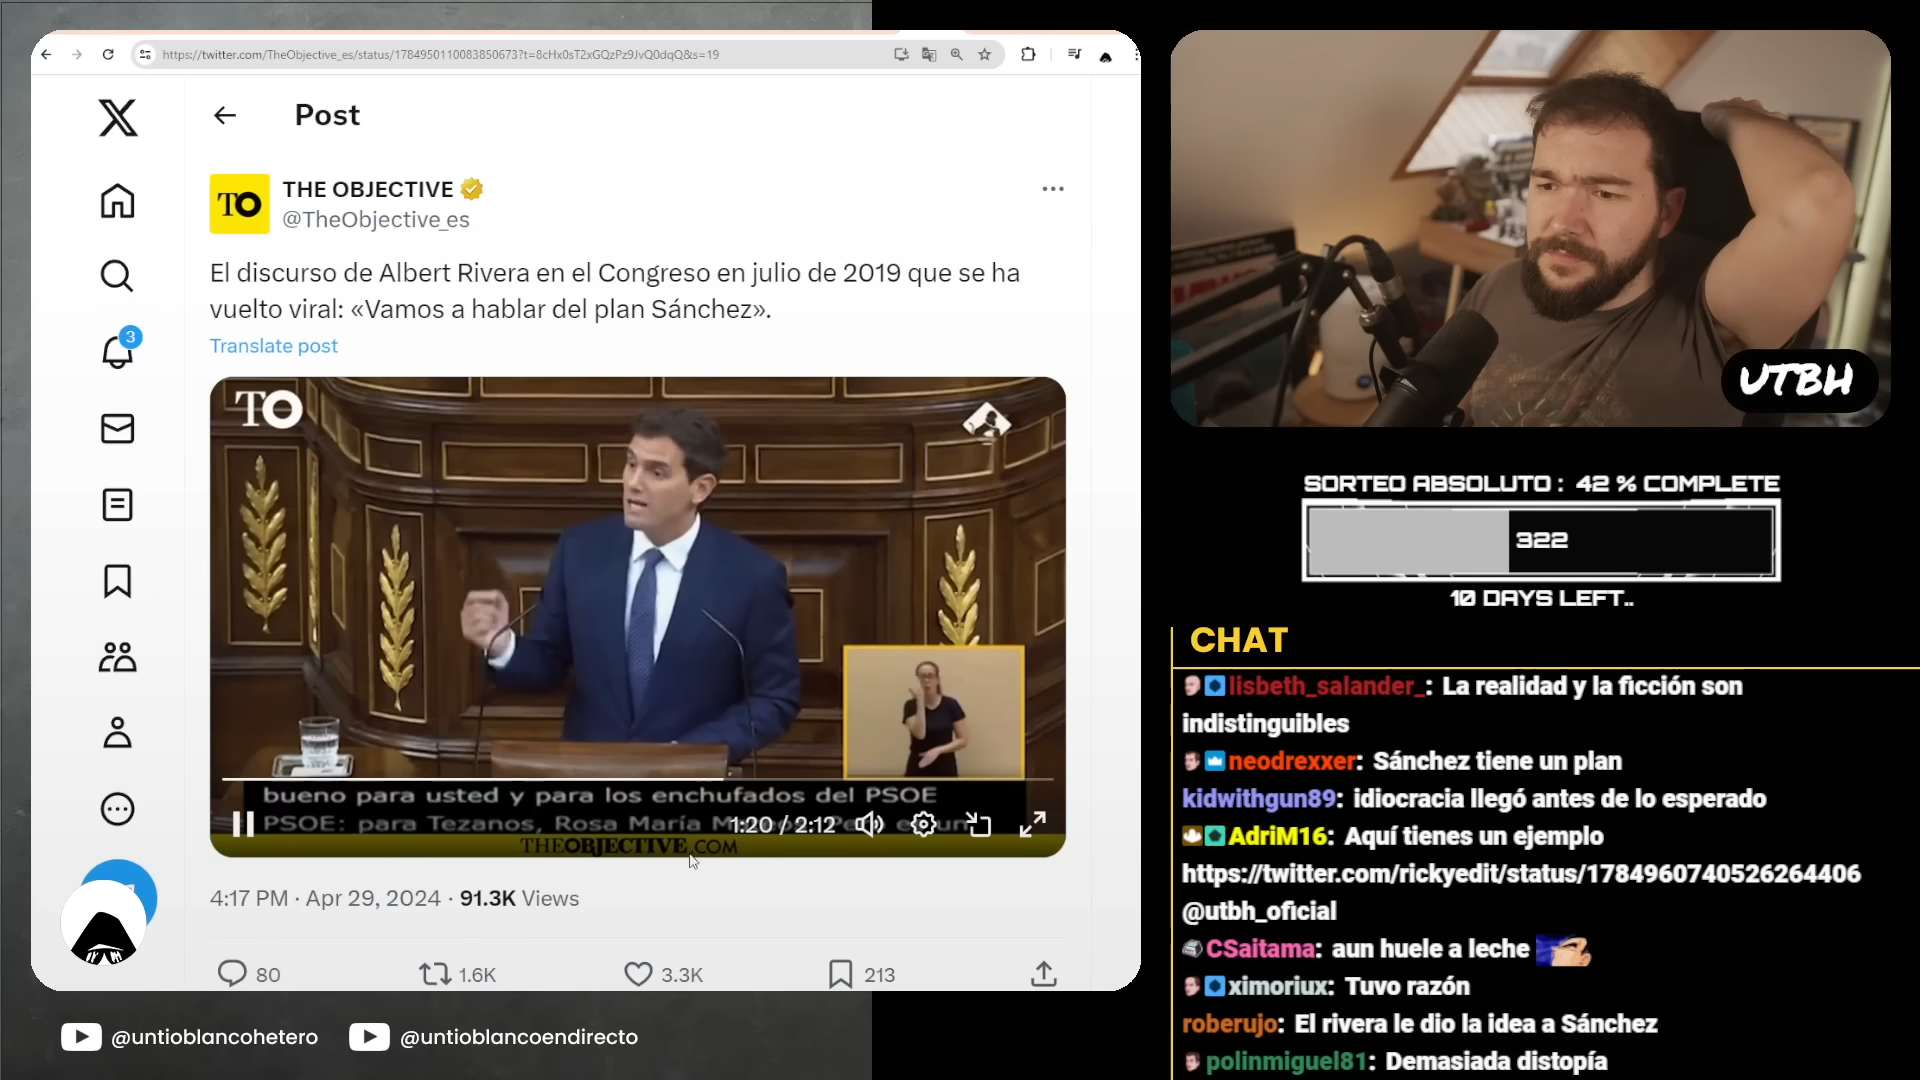 https://twitter.com/TheObjective_es/status/1784950110083850673?t=8cHx0sT2xGQzPz9JvQ0dqQ&s=19
Post
TO
THE OBJECTIVE
@TheObjective_es
El discurso de Albert Rivera en el Congreso en julio de 2019 que se ha
vuelto viral: «Vamos a hablar del plan Sánchez».
Translate post
3
TO
bueno para usted y para los enchufados del PSOE
PSOE: para Tezanos, Rosa María
1:20 / 2:12
THEOBJECTIVE.COM
4:17 PM · Apr 29, 2024 · 91.3K Views
80
1.6K
3.3K
213
@untioblancohetero
@untioblancoendirecto
UTBH
SORTEO ABSOLUTO : 42 % COMPLETE
322
10 DAYS LEFT..
CHAT
lisbeth_salander_: La realidad y la ficción son
indistinguibles
neodrexxer: Sánchez tiene un plan
kidwithgun89: idiocracia llegó antes de lo esperado
AdriM16: Aquí tienes un ejemplo
https://twitter.com/rickyedit/status/1784960740526264406
@utbh_oficial
CSaitama: aun huele a leche
ximoriux: Tuvo razón
roberujo: El rivera le dio la idea a Sánchez
polinmiguel81: Demasiada distopía